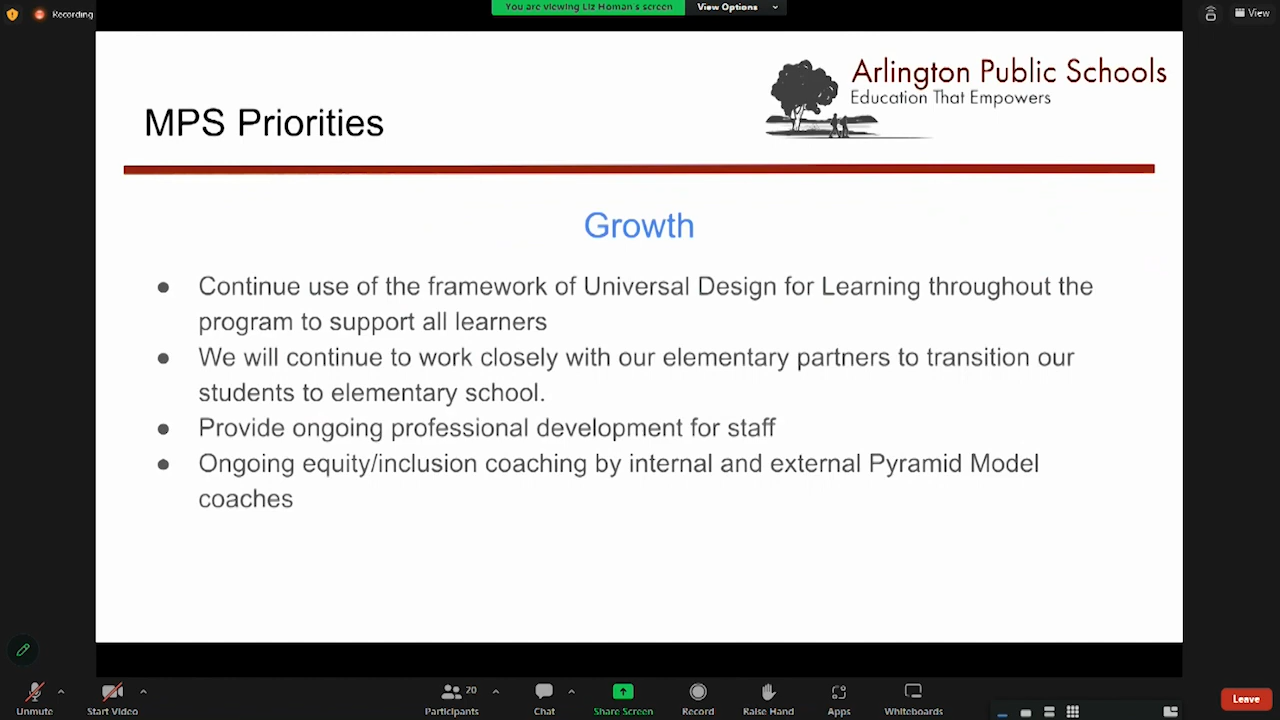 Recording
You are viewing Liz Homan's screen
View Options
View
Arlington Public Schools
Education That Empowers
MPS Priorities
Growth
● Continue use of the framework of Universal Design for Learning throughout the
program to support all learners
● We will continue to work closely with our elementary partners to transition our
students to elementary school.
● Provide ongoing professional development for staff
● Ongoing equity/inclusion coaching by internal and external Pyramid Model
coaches
20
Unmute
Start Video
Participants
Chat
Share Screen
Record
Raise Hand
Apps
Whiteboards
Leave